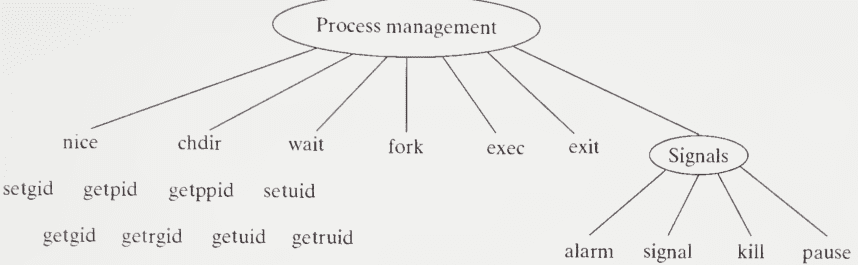 Process management
nice chdir wait fork exec exit
Signals
setgid getpid getppid setuid
getgid getrgid getuid getruid
alarm signal kill pause